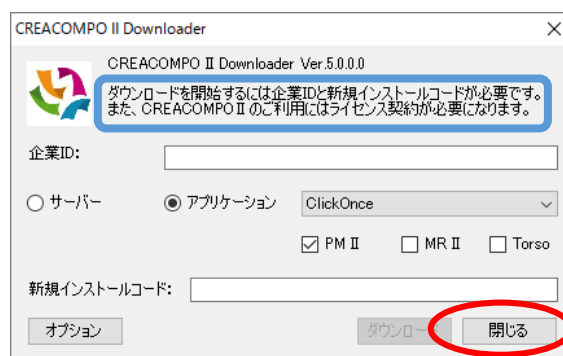 CREACOMPO II Downloader
CREACOMPO Ⅱ Downloader Ver.5.0.0.0
ダウンロードを開始するには企業IDと新規インストールコードが必要です。
また、CREACOMPOⅡのご利用にはライセンス契約が必要になります。
企業ID:
サーバー アプリケーション ClickOnce
PM Ⅱ MR Ⅱ Torso
新規インストールコード:
オプション ダウンロード 閉じる